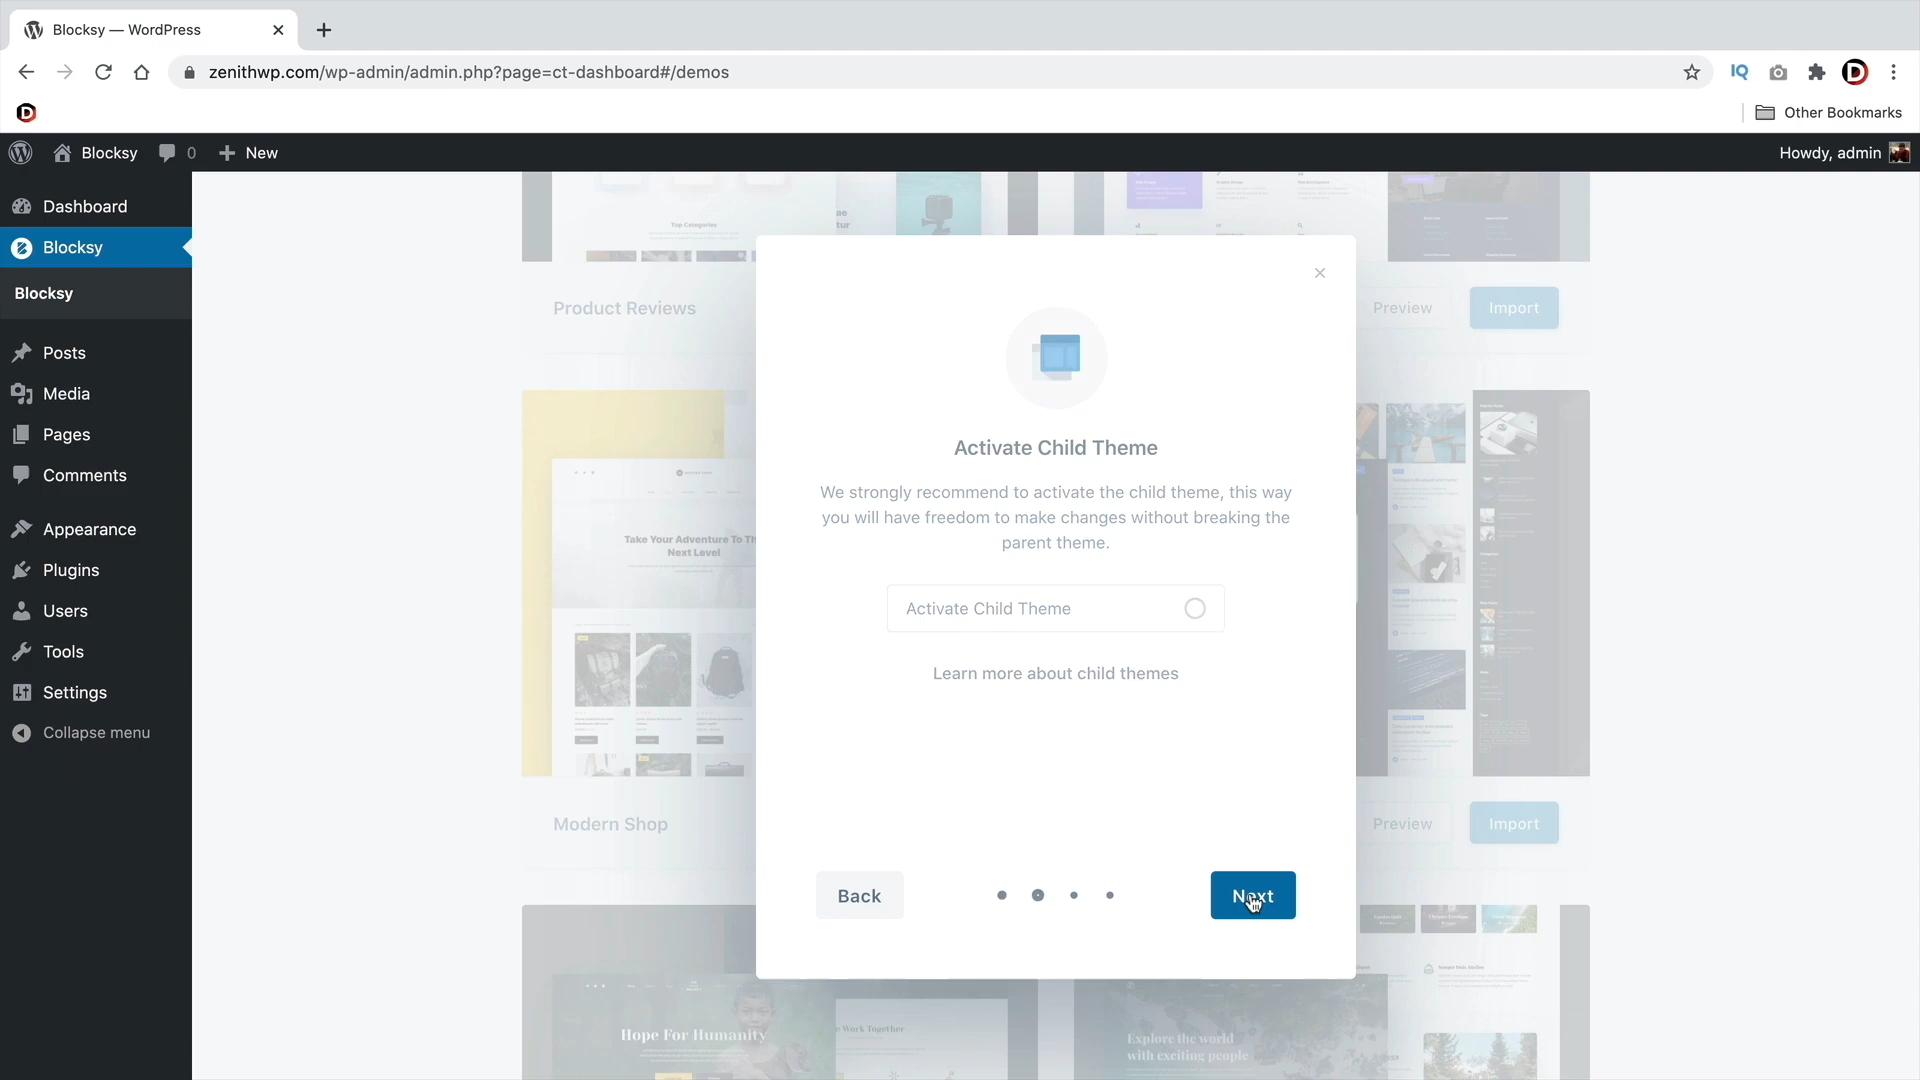 Blocksy — WordPress
zenithwp.com/wp-admin/admin.php?page=ct-dashboard#/demos
IQ
D
D
Other Bookmarks
Blocksy
0
New
Howdy, admin
Dashboard
Blocksy
Blocksy
Posts
Media
Pages
Comments
Appearance
Plugins
Users
Tools
Settings
Collapse menu
Top Categories
Product Reviews
Preview
Import
Activate Child Theme
We strongly recommend to activate the child theme, this way
you will have freedom to make changes without breaking the
parent theme.
Activate Child Theme
Learn more about child themes
Back
Next
Take Your Adventure To Th
Next Level
Modern Shop
Preview
Import
Hope For Humanity
e Work Together
Explore the world
with exciting people